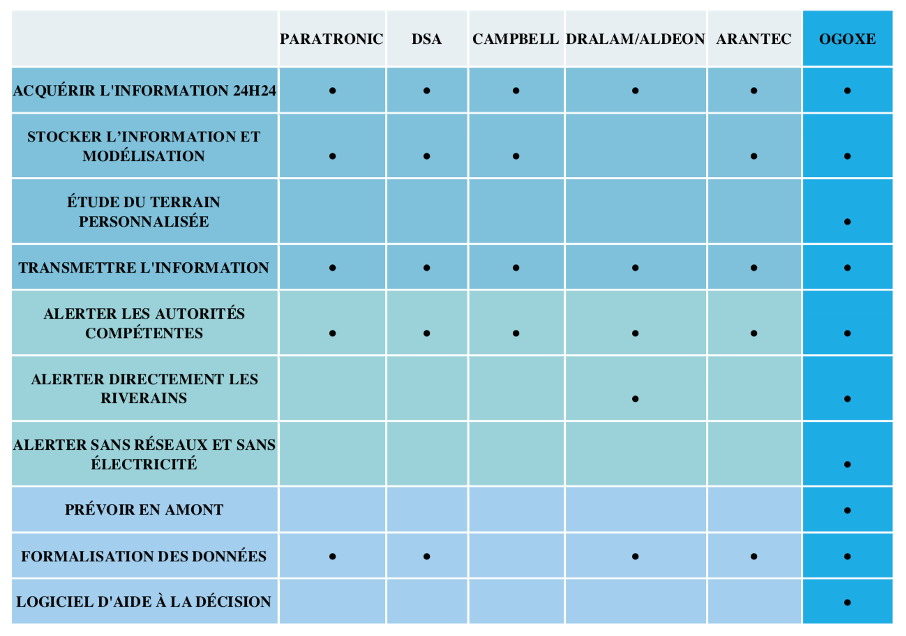 PARATRONIC DSA CAMPBELL DRALAM/ALDEON ARANTEC OGOXE
ACQUÉRIR L'INFORMATION 24H24 • • • • • •
STOCKER L’INFORMATION ET
MODÉLISATION • • • • •
ÉTUDE DU TERRAIN
PERSONNALISÉE •
TRANSMETTRE L'INFORMATION • • • • • •
ALERTER LES AUTORITÉS
COMPÉTENTES • • • • • •
ALERTER DIRECTEMENT LES
RIVERAINS • •
ALERTER SANS RÉSEAUX ET SANS
ÉLECTRICITÉ •
PRÉVOIR EN AMONT •
FORMALISATION DES DONNÉES • • • • •
LOGICIEL D'AIDE À LA DÉCISION •